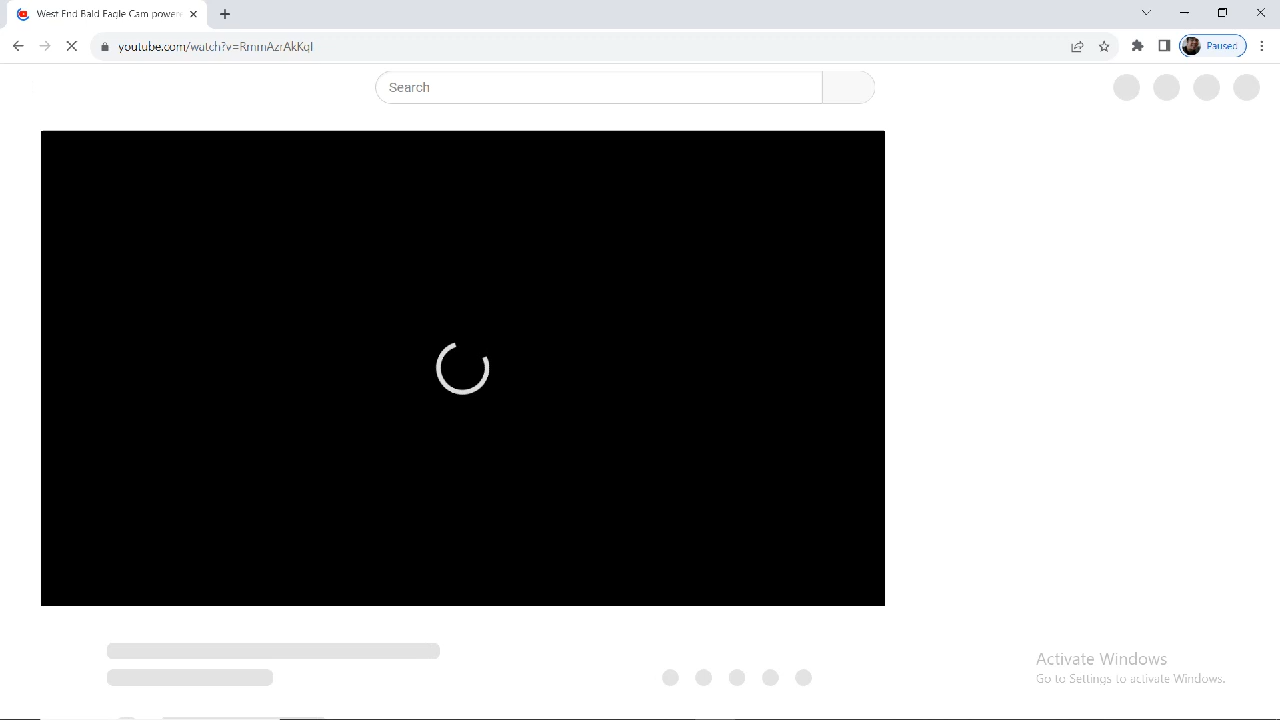 West End Bald Eagle Cam power
youtube.com/watch?v=RmmAzrAkKqI
Paused
Search
Activate Windows
Go to Settings to activate Windows.